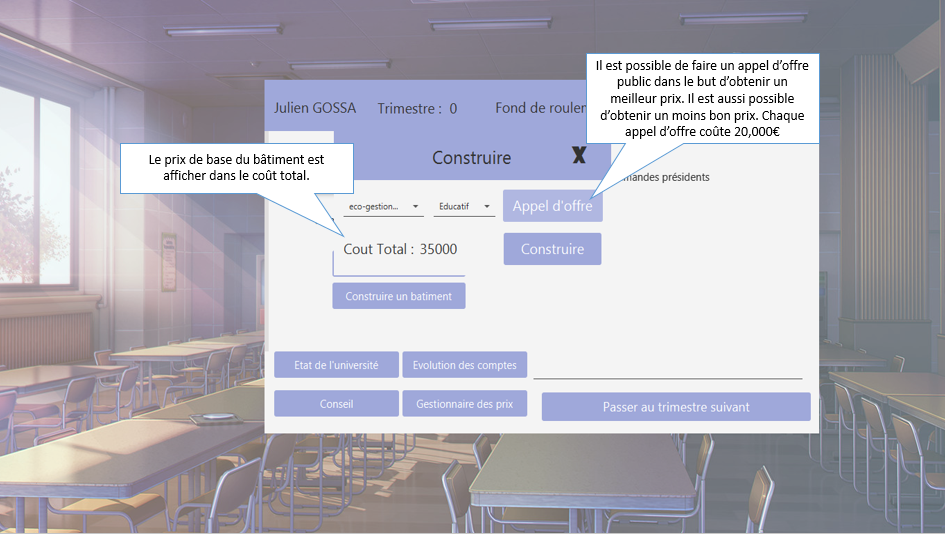 Il est possible de faire un appel d'offre
public dans le but d'obtenir un
meilleur prix. Il est aussi possible
d'obtenir un moins bon prix. Chaque
appel d'offre coûte 20,000€
Julien GOSSA Trimestre : 0 Fond de
Le prix de base du bâtiment est
afficher dans le coût total.
Construire X
présidents
eco-gestion... Educatif Appel d'offre
Cout Total : 35000 Construire
Construire un batiment
Etat de l'université Evolution des comptes
Conseil Gestionnaire des prix Passer au trimestre suivant